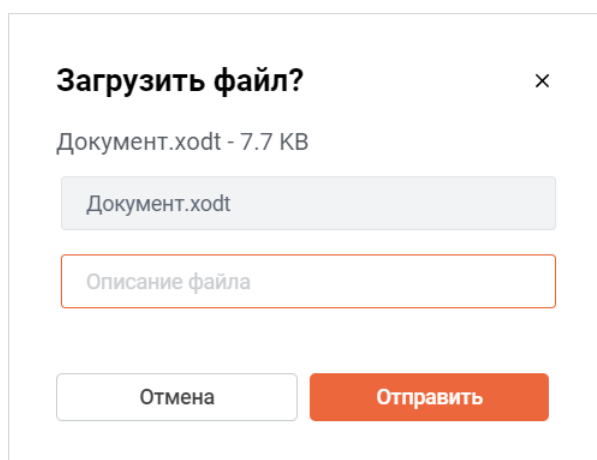 Загрузить файл?
Документ.xodt - 7.7 KB
Документ.xodt
Описание файла
Отмена
Отправить